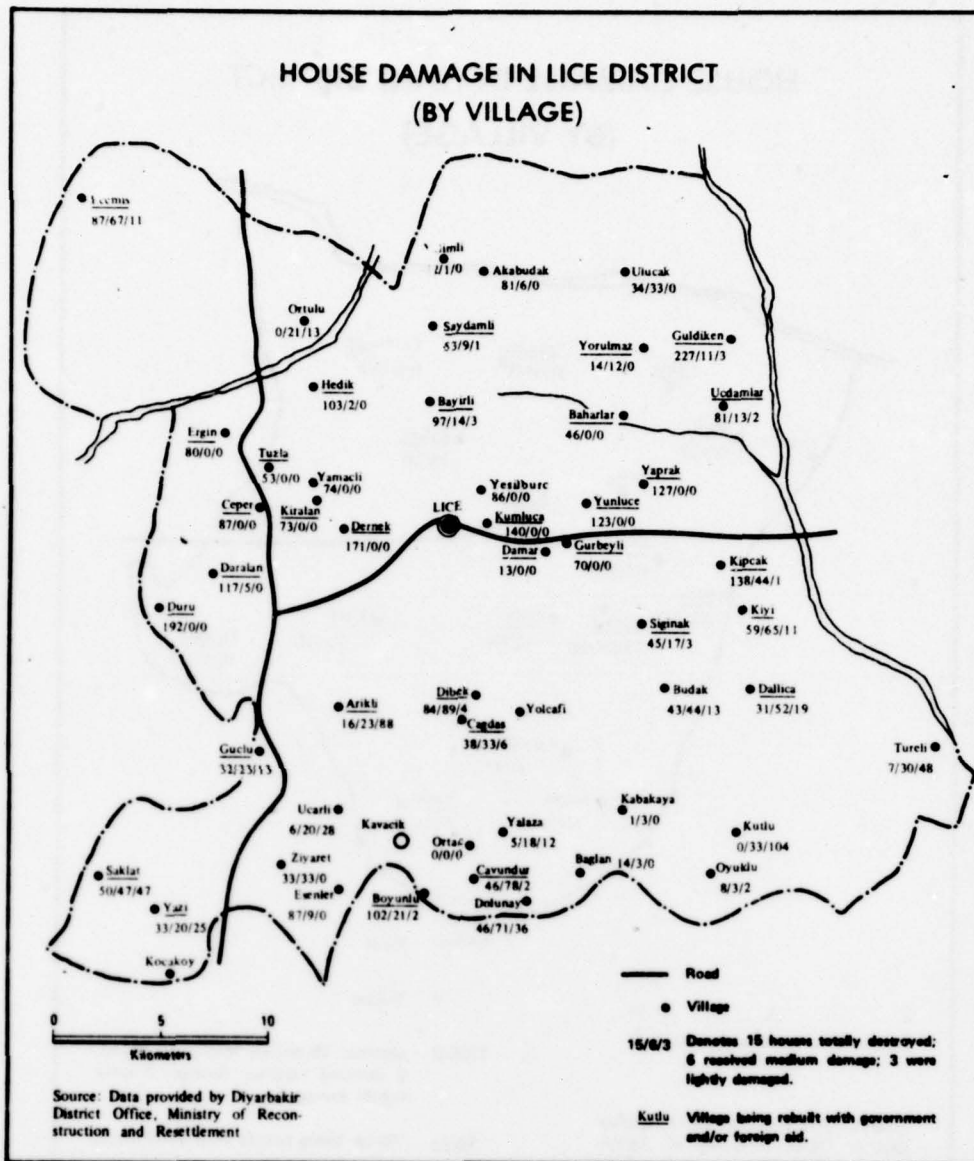 HOUSE DAMAGE IN LICE DISTRICT
(BY VILLAGE)
87/67/11
Akabudak
81/6/0
Ulucak
34/33/0
Ortulu
0/21/13
Saydamli
63/9/1
Yorulmaz
14/12/0
Guldiken
227/11/3
Hedik
103/2/0
Bayirli
97/14/3
Baharlar
46/0/0
Ucdamlar
81/13/2
Ergin
80/0/0
Tuzla
53/0/0
Yamacli
74/0/0
Kiralan
73/0/0
Ceper
87/0/0
Dernek
171/0/0
LICE
Yesilburc
86/0/0
Kumluca
140/0/0
Yunluce
123/0/0
Yaprak
127/0/0
Damar
13/0/0
Gurbeyli
70/0/0
Kipcak
138/44/1
Daralan
117/5/0
Duru
192/0/0
Siginak
45/17/3
Kiyi
59/65/11
Arikli
16/23/88
Dibek
84/89/4
Cagdas
38/33/6
Yolcafi
Budak
43/44/13
Dallica
31/52/19
Guclu
Tureli
7/30/48
Ucarli
6/20/28
Kavacik
Ortac
0/0/0
Yalaza
5/18/12
Kabakaya
1/3/0
Kutlu
0/33/104
Saklat
50/47/47
Yazi
33/20/25
Ziyaret
33/33/0
Esenler
87/9/0
Boyunlu
102/21/2
Cavundur
46/78/2
Dolunay
46/71/36
Baglan 14/3/0
Oyuklu
8/3/2
Kocakoy
Road
Village
15/6/3 Denotes 15 houses totally destroyed;
6 received medium damage; 3 were
lightly damaged.
Kutlu Village being rebuilt with government
and/or foreign aid.
0 5 10
Kilometers
Source: Data provided by Diyarbakir
District Office, Ministry of Recon-
struction and Resettlement